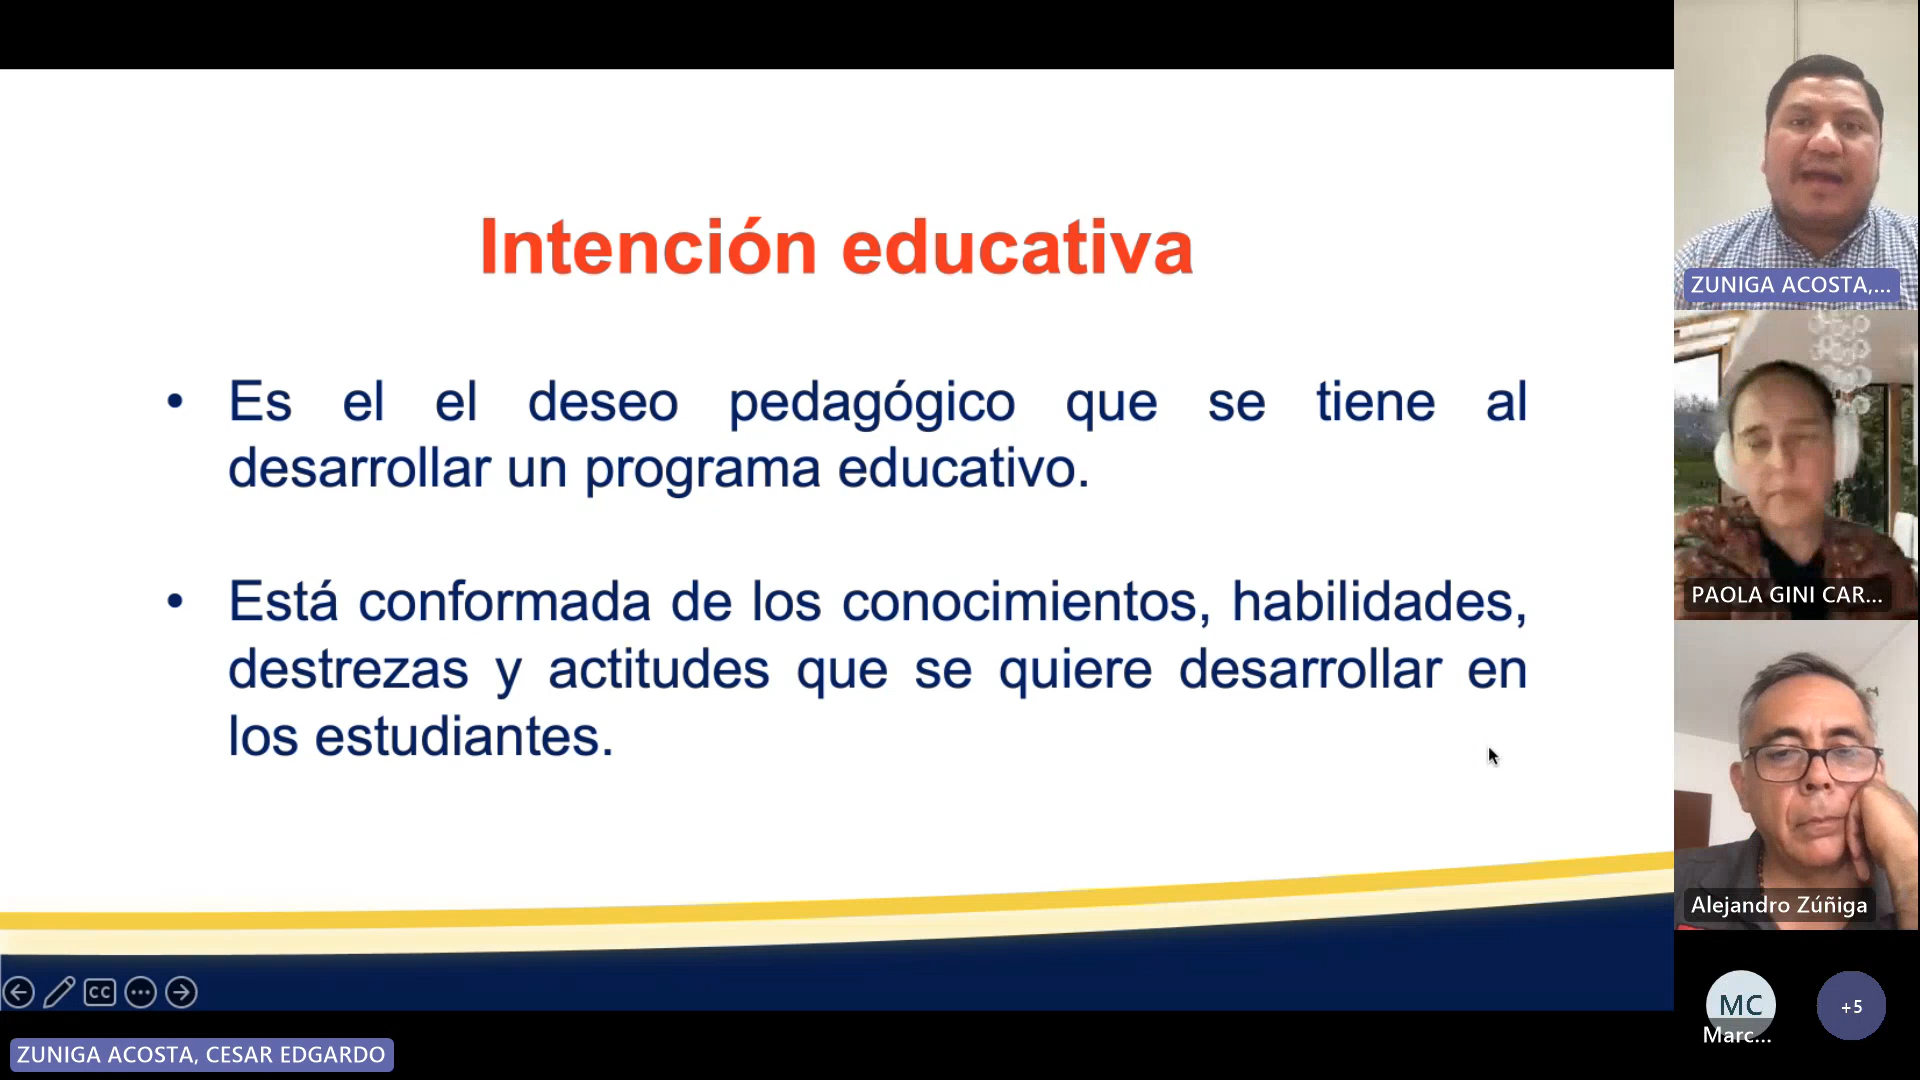 Intención educativa
• Es el el deseo pedagógico que se tiene al
desarrollar un programa educativo.
• Está conformada de los conocimientos, habilidades,
destrezas y actitudes que se quiere desarrollar en
los estudiantes.
CC
ZUNIGA ACOSTA, CESAR EDGARDO
ZUNIGA ACOSTA,...
PAOLA GINI CAR...
Alejandro Zúñiga
MC
Marc...
+5